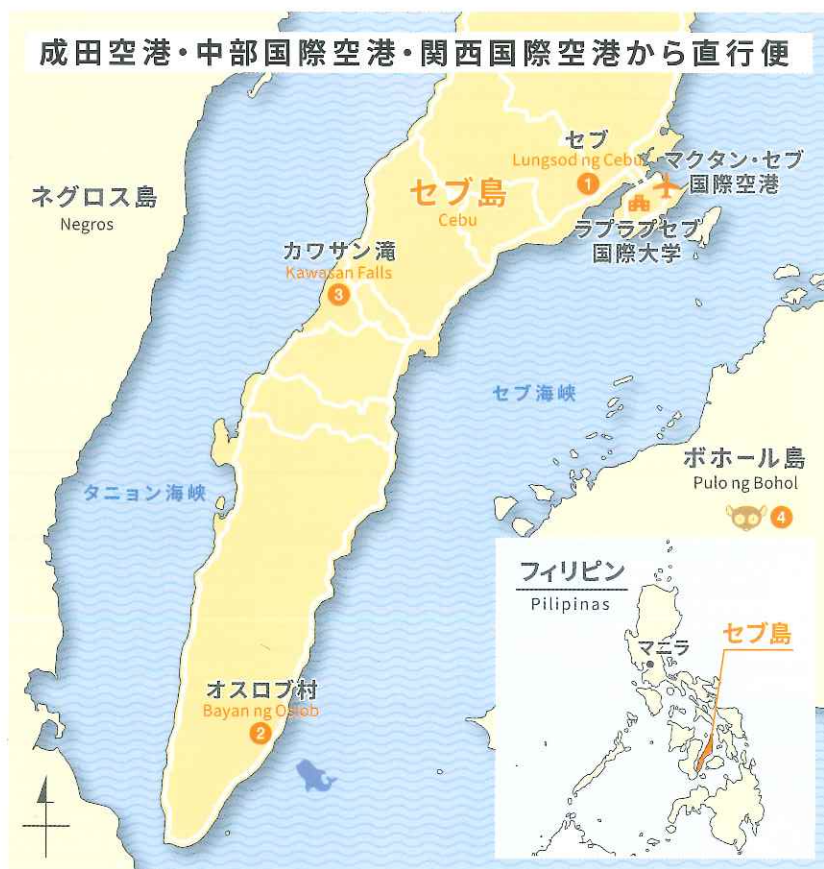 成田空港・中部国際空港・関西国際空港から直行便
セブ
Lungsod ng Cebu
1
マクタン・セブ
国際空港
ネグロス島
Negros
セブ島
Cebu
ラプラプセブ
国際大学
カワサン滝
Kawasan Falls
3
セブ海峡
タニョン海峡
ボホール島
Pulo ng Bohol
4
フィリピン
Pilipinas
セブ島
マニラ
オスロブ村
Bayan ng Oslob
2